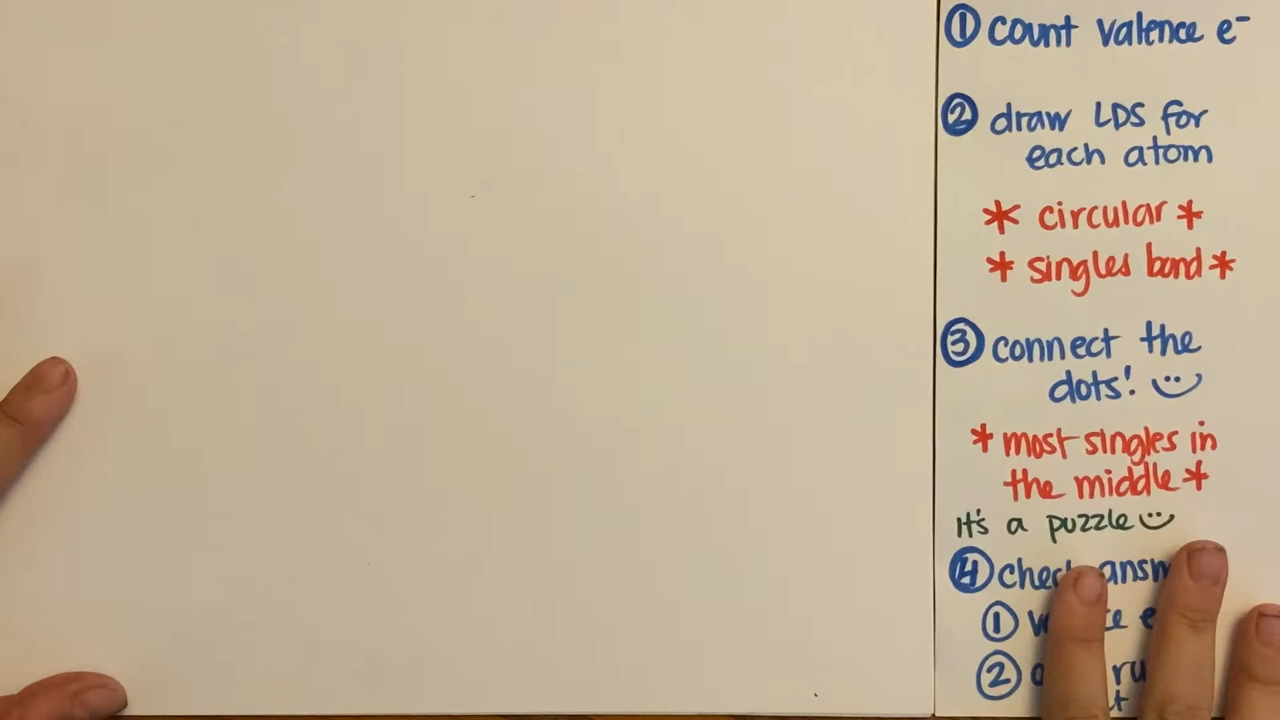 ① count valence e⁻
② draw LDS for
each atom
* circular *
* singles bond *
③ connect the
dots!
* most singles in
the middle *
It's a puzzle
④
①
②